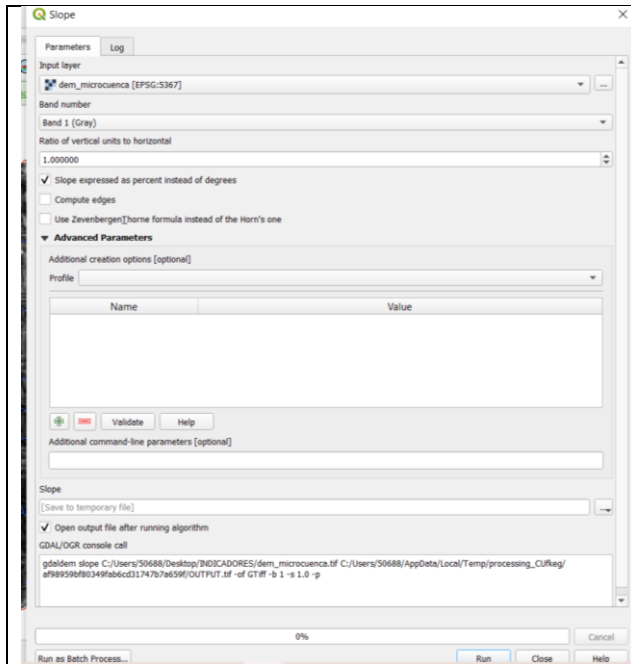 Slope
Parameters Log
Input layer
dem_microcuenca [EPSG:5367]
...
Band number
Band 1 (Gray)
Ratio of vertical units to horizontal
1.000000
Slope expressed as percent instead of degrees
Compute edges
Use ZevenbergenThorne formula instead of the Horn's one
Advanced Parameters
Additional creation options [optional]
Profile
Name Value
Validate Help
Additional command-line parameters [optional]
Slope
[Save to temporary file]
...
Open output file after running algorithm
GDAL/OGR console call
gdaldem slope C:/Users/50688/Desktop/INDICADORES/dem_microcuenca.tif C:/Users/50688/AppData/Local/Temp/processing_CUfkeg/
af98959bf80349fab6cd31747b7a659f/OUTPUT.tif -of GTiff -b 1 -s 1.0 -p
0% Cancel
Run as Batch Process... Run Close Help